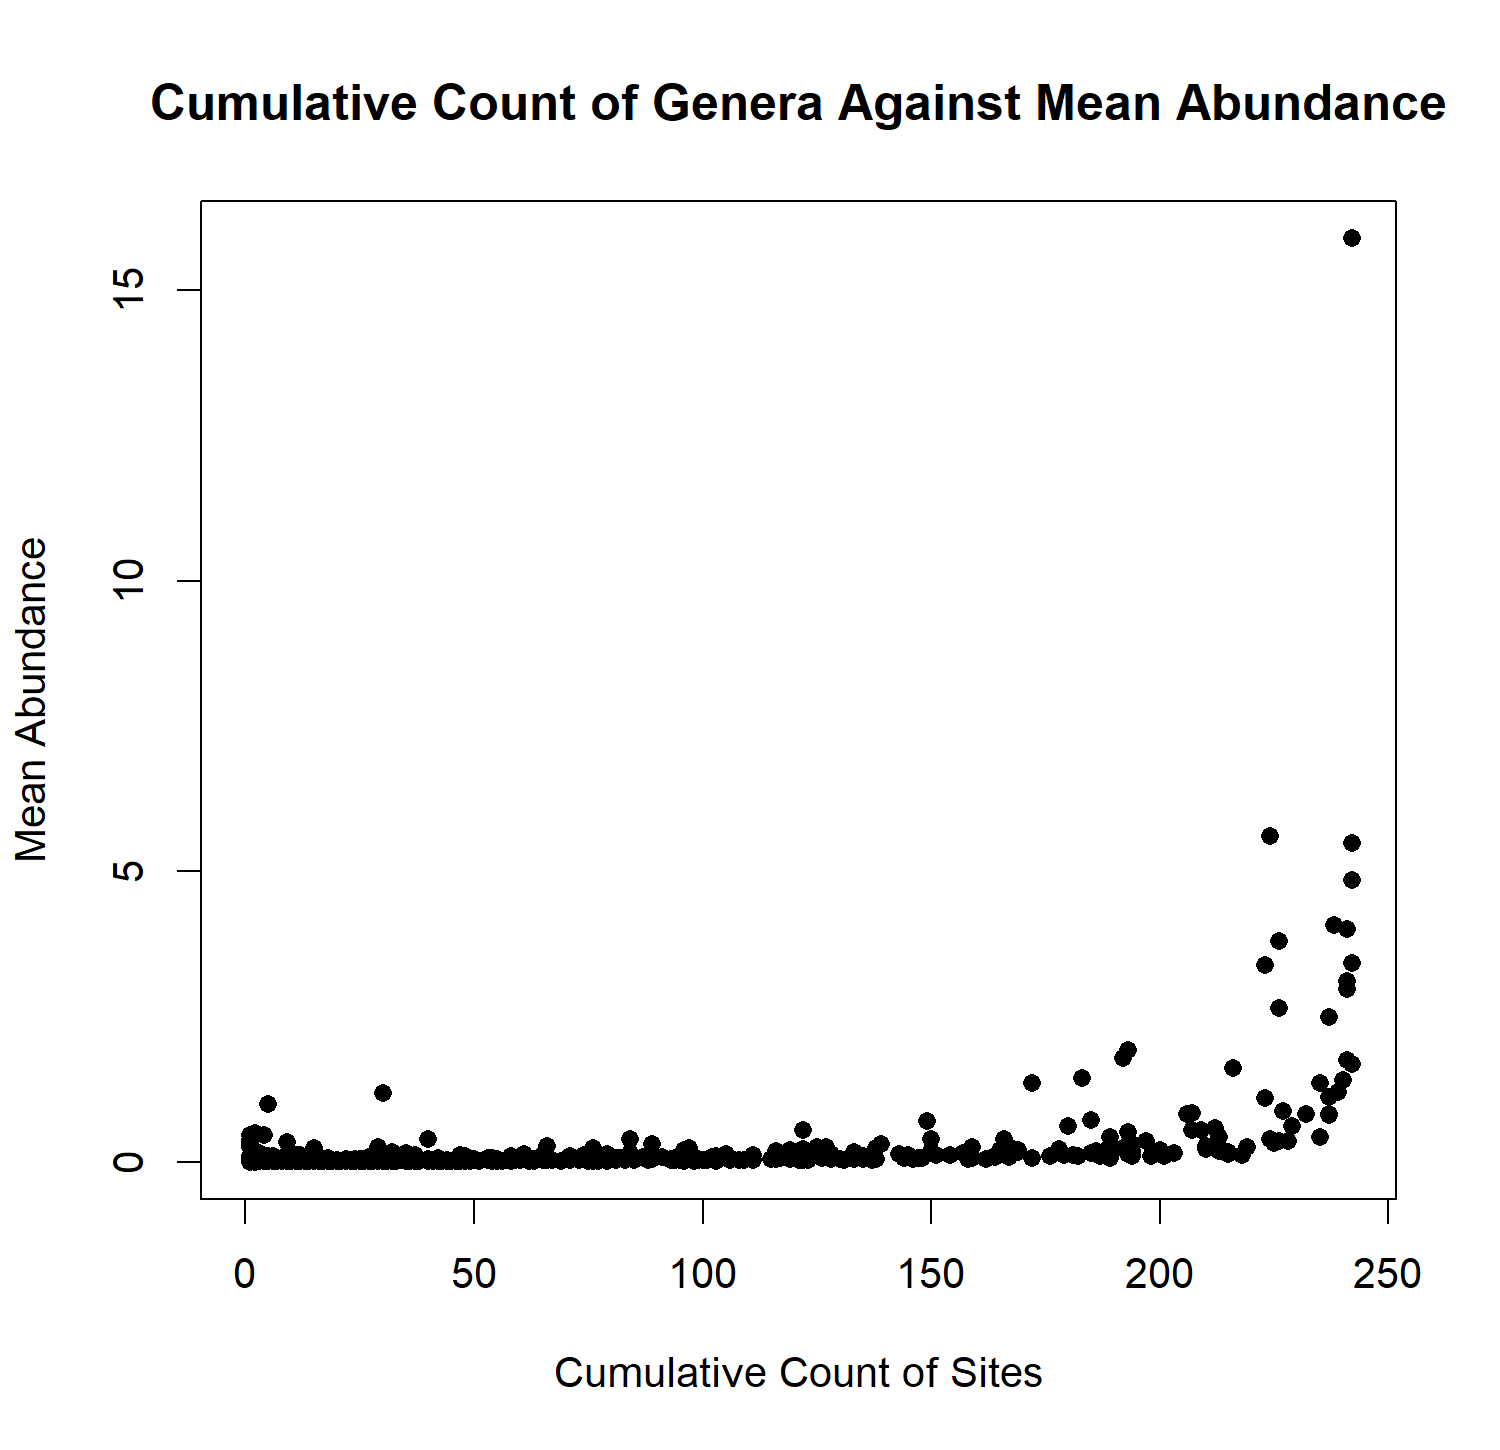 Cumulative Count of Genera Against Mean Abundance
15
10
5
0
Mean Abundance
0 50 100 150 200 250
Cumulative Count of Sites